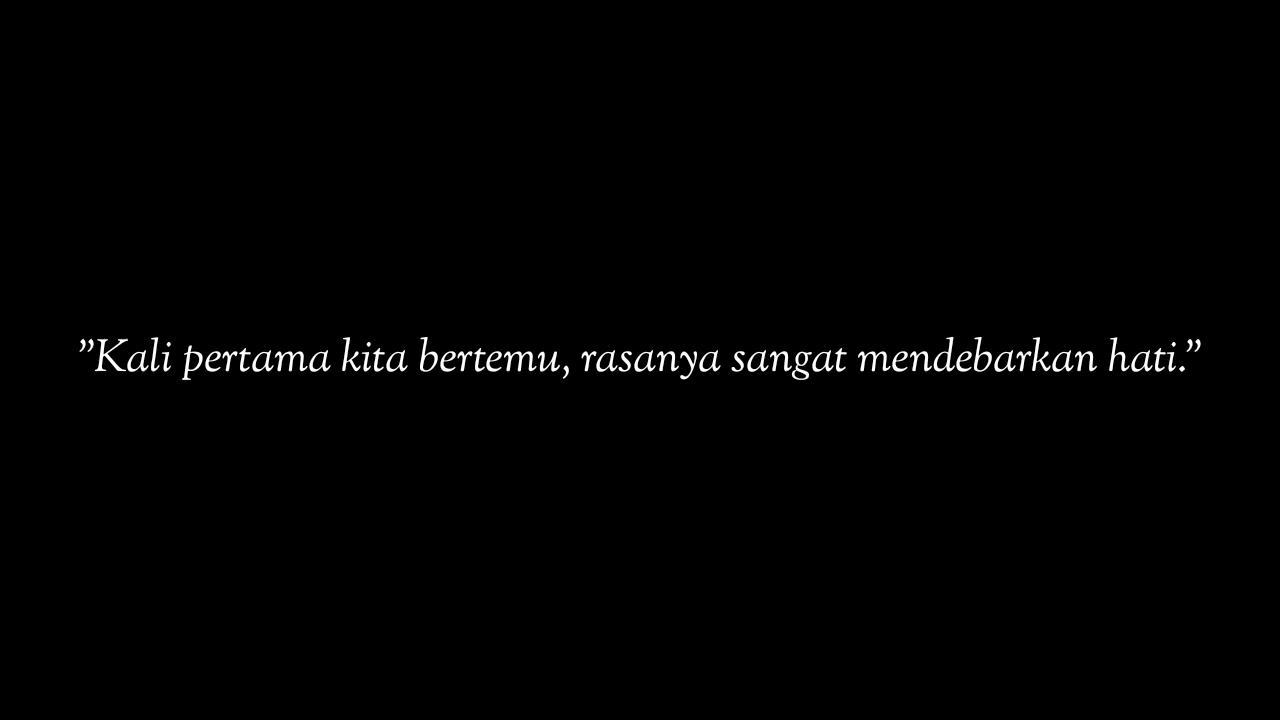 ”Kali pertama kita bertemu, rasanya sangat mendebarkan hati.”